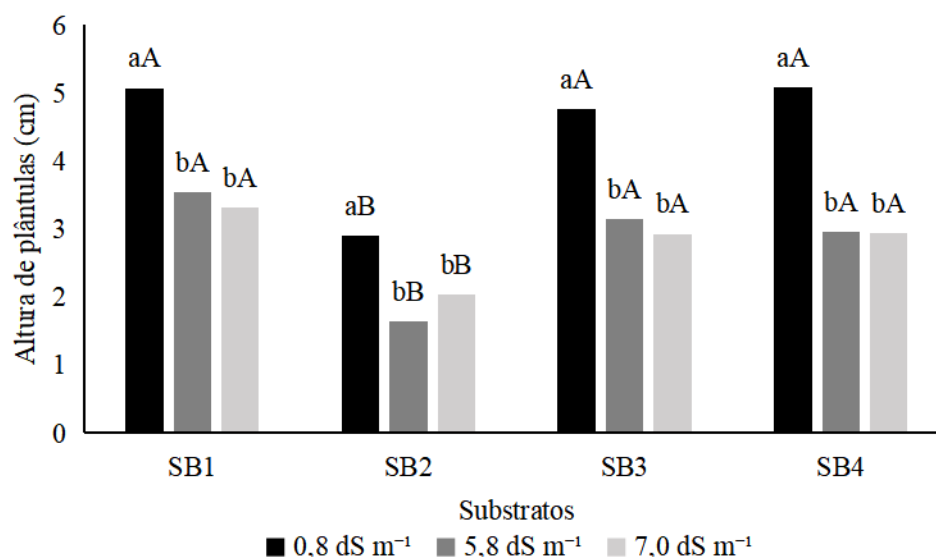 Altura de plântulas (cm)
6
5
4
3
2
1
0
aA
bA
bA
aB
bB
bB
aA
bA
bA
aA
bA
bA
SB1 SB2 SB3 SB4
Substratos
0,8 dS m⁻¹ 5,8 dS m⁻¹ 7,0 dS m⁻¹